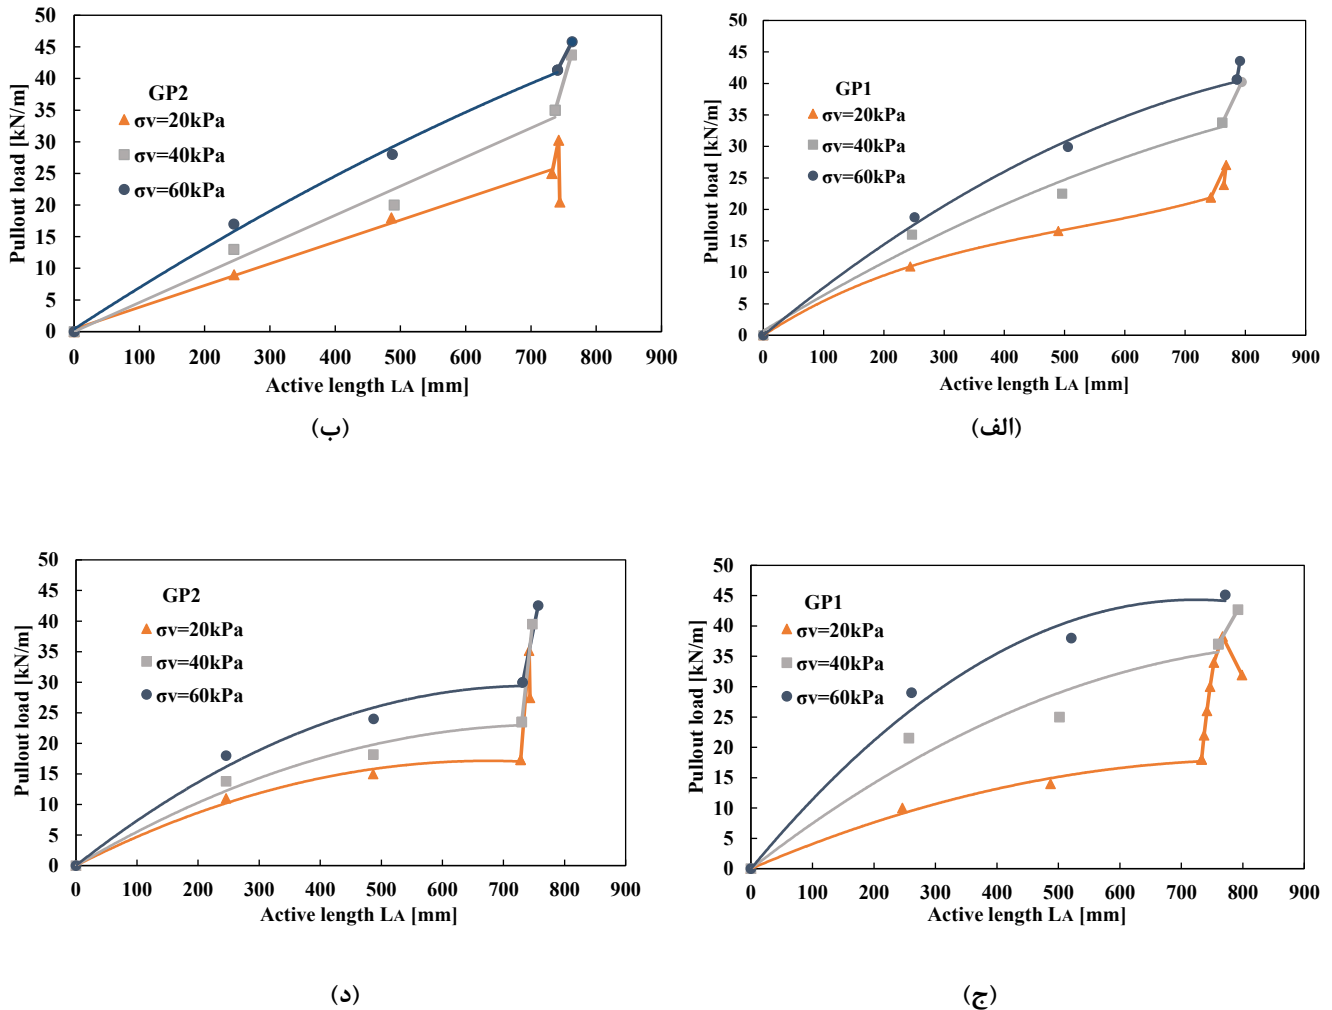 50
45
40
35
30
25
20
15
10
5
0
Pullout load [kN/m]
GP2
σv=20kPa
σv=40kPa
σv=60kPa
0 100 200 300 400 500 600 700 800 900
Active length LA [mm]
(ب)
50
45
40
35
30
25
20
15
10
5
0
Pullout load [kN/m]
GP1
σv=20kPa
σv=40kPa
σv=60kPa
0 100 200 300 400 500 600 700 800 900
Active length LA [mm]
(الف)
50
45
40
35
30
25
20
15
10
5
0
Pullout load [kN/m]
GP2
σv=20kPa
σv=40kPa
σv=60kPa
0 100 200 300 400 500 600 700 800 900
Active length LA [mm]
(د)
50
45
40
35
30
25
20
15
10
5
0
Pullout load [kN/m]
GP1
σv=20kPa
σv=40kPa
σv=60kPa
0 100 200 300 400 500 600 700 800 900
Active length LA [mm]
(ج)